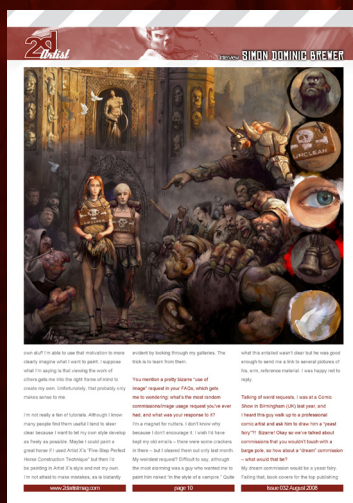 2d
Artist
interview SIMON DOMINIC BREWER
UNCLEAN
own stuff I'm able to use that motivation to more
clearly imagine what I want to paint. I suppose
what I'm saying is that viewing the work of
others gets me into the right frame of mind to
create my own. Unfortunately, that probably only
makes sense to me.
I'm not really a fan of tutorials. Although I know
many people find them useful I tend to steer
clear because I want to let my own style develop
as freely as possible. Maybe I could paint a
great horse if I used Artist X's "Five-Step Perfect
Horse Construction Technique" but then I'd
be painting in Artist X's style and not my own.
I'm not afraid to make mistakes, as is blatantly
evident by looking through my galleries. The
trick is to learn from them.
You mention a pretty bizarre "use of
image" request in your FAQs, which gets
me to wondering: what's the most random
commissions/image usage request you've ever
had, and what was your response to it?
I'm a magnet for nutters. I don't know why
because I don't encourage it. I wish I'd have
kept my old emails – there were some crackers
in there – but I cleared them out only last month.
My weirdest request? Difficult to say, although
the most alarming was a guy who wanted me to
paint him naked "in the style of a vampire." Quite
what this entailed wasn't clear but he was good
enough to send me a link to several pictures of
his, erm, reference material. I was happy not to
reply.
Talking of weird requests, I was at a Comic
Show in Birmingham (UK) last year, and
I heard this guy walk up to a professional
comic artist and ask him to draw him a "yeast
fairy"?! Bizarre! Okay so we've talked about
commissions that you wouldn't touch with a
barge pole, so how about a "dream" commission
– what would that be?
My dream commission would be a yeast fairy.
Failing that, book covers for the top publishing
www.2dartistmag.com
page 10
Issue 032 August 2008